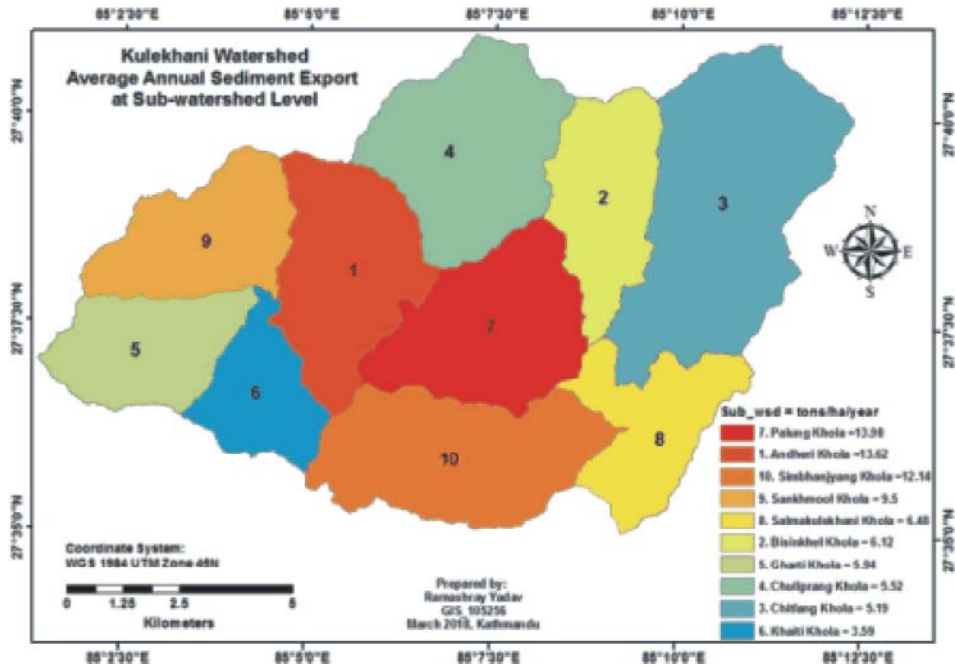 85°2'30"E 85°5'0"E 85°7'30"E 85°10'0"E 85°12'30"E
Kulekhani Watershed
Average Annual Sediment Export
at Sub-watershed Level
27°40'0"N
27°40'0"N
4
2
3
9
1
N
W E
S
27°37'30"N
7
5
6
8
10
Sub_wsd = tons/ha/year
7. Palung Khola –13.98
1. Andheri Khola –13.62
10. Simbhanjyang Khola –12.14
9. Sankhmool Khola – 9.5
8. Salmakulekhani Khola – 6.48
2. Bisinkhel Khola – 6.12
5. Gharti Khola – 5.94
4. Chuliprang Khola – 5.52
3. Chitlang Khola – 5.19
6. Khaiti Khola – 3.59
27°35'0"N
27°35'0"N
Coordinate System:
WGS 1984 UTM Zone 45N
0 1.25 2.5 5
Kilometers
Prepared by:
Ramashray Yadav
GIS_105256
March 2018, Kathmandu
85°2'30"E 85°5'0"E 85°7'30"E 85°10'0"E 85°12'30"E